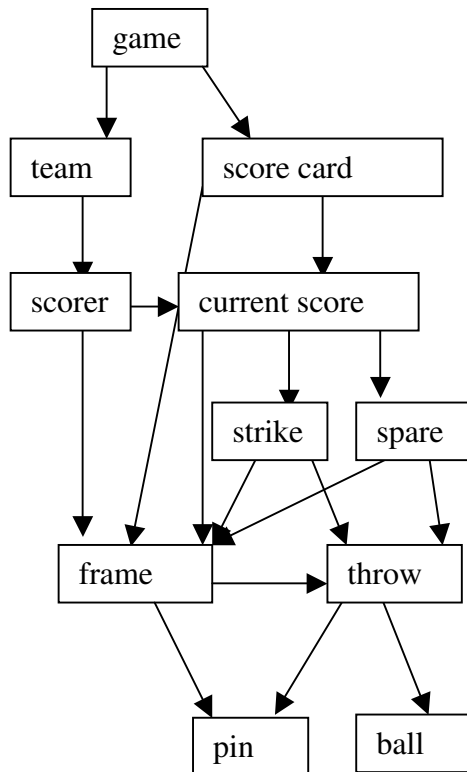 game
team
score card
scorer
current score
strike
spare
frame
throw
pin
ball